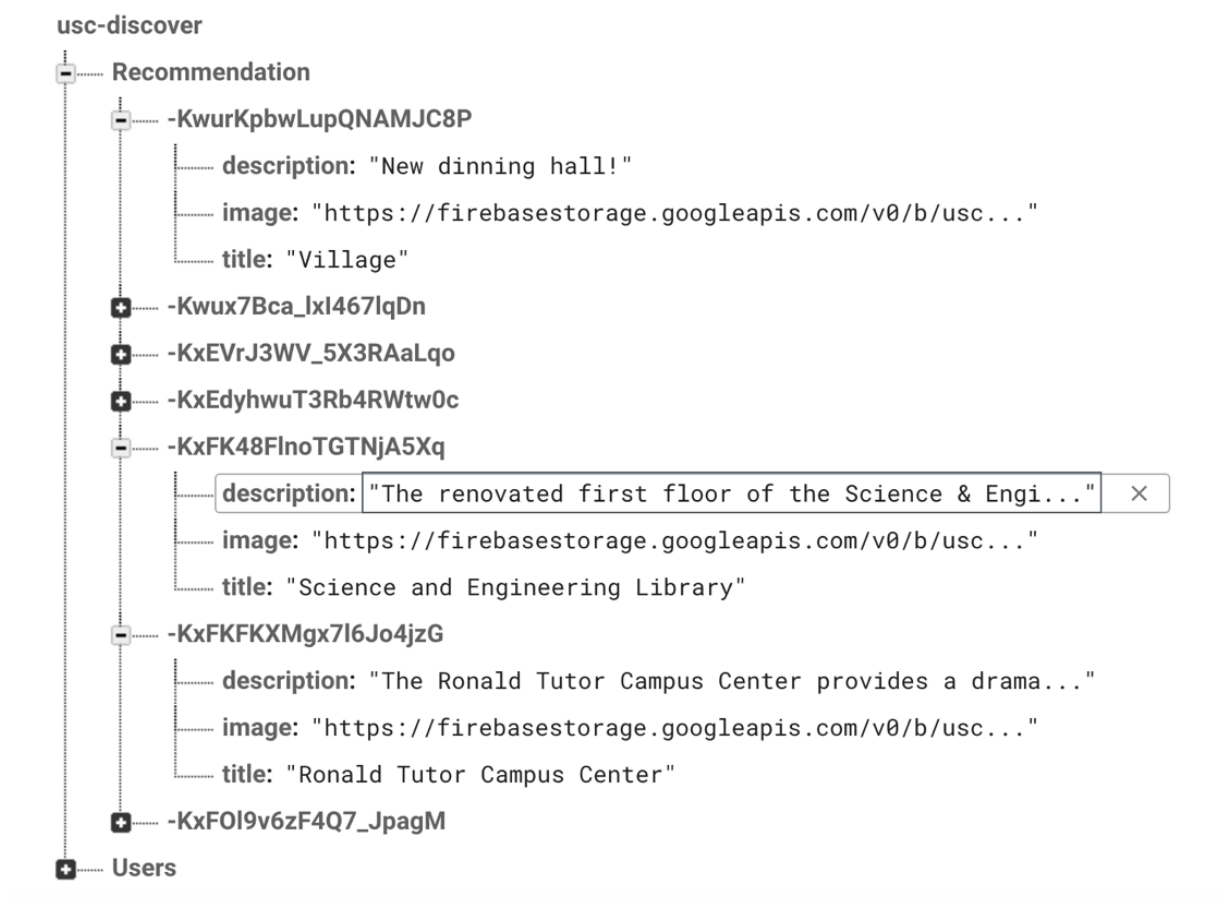 usc-discover
Recommendation
-KwurKpbwLupQNAMJC8P
description: "New dinning hall!"
image: "https://firebasestorage.googleapis.com/v0/b/usc..."
title: "Village"
-Kwux7Bca_lxI467lqDn
-KxEVrJ3WV_5X3RAaLqo
-KxEdyhwuT3Rb4RWtw0c
-KxFK48FlnoTGTNjA5Xq
description: "The renovated first floor of the Science & Engi..."
image: "https://firebasestorage.googleapis.com/v0/b/usc..."
title: "Science and Engineering Library"
-KxFKFKXMgx7l6Jo4jzG
description: "The Ronald Tutor Campus Center provides a drama..."
image: "https://firebasestorage.googleapis.com/v0/b/usc..."
title: "Ronald Tutor Campus Center"
-KxFOl9v6zF4Q7_JpagM
Users